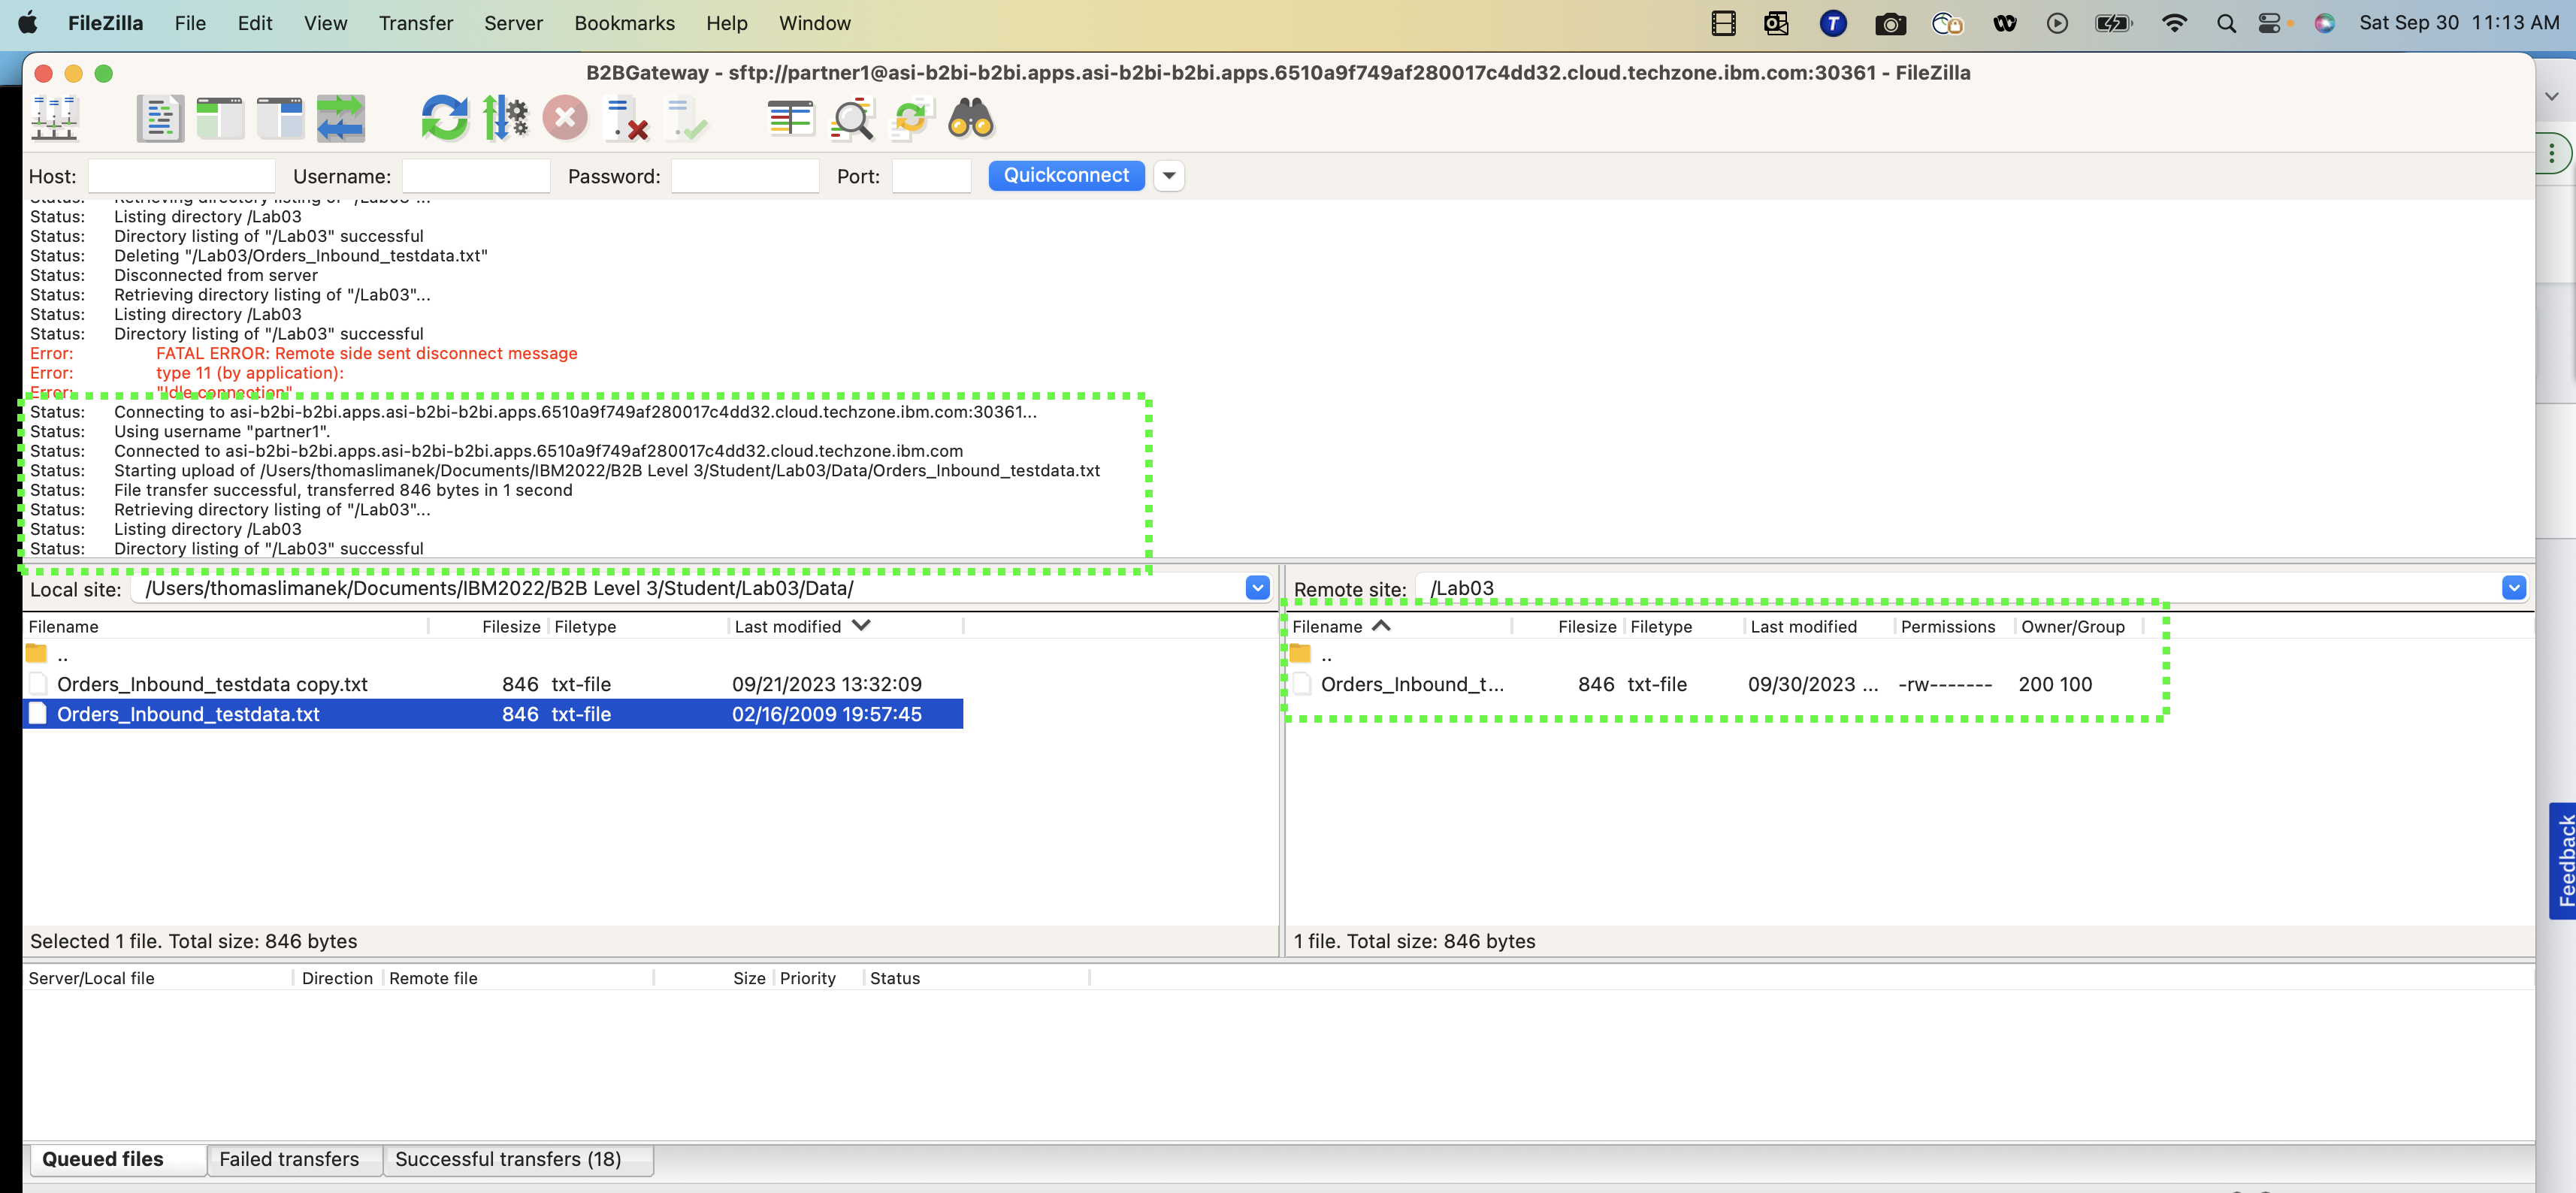 FileZilla File Edit View Transfer Server Bookmarks Help Window Sat Sep 30 11:13 AM
B2BGateway - sftp://partner1@asi-b2bi-b2bi.apps.asi-b2bi-b2bi.apps.6510a9f749af280017c4dd32.cloud.techzone.ibm.com:30361 - FileZilla
Host: Username: Password: Port: Quickconnect
Status: Retrieving directory listing of "/Lab03"...
Status: Listing directory /Lab03
Status: Directory listing of "/Lab03" successful
Status: Deleting "/Lab03/Orders_Inbound_testdata.txt"
Status: Disconnected from server
Status: Retrieving directory listing of "/Lab03"...
Status: Listing directory /Lab03
Status: Directory listing of "/Lab03" successful
Error: FATAL ERROR: Remote side sent disconnect message
Error: type 11 (by application):
Error: "Idle connection"
Status: Connecting to asi-b2bi-b2bi.apps.asi-b2bi-b2bi.apps.6510a9f749af280017c4dd32.cloud.techzone.ibm.com:30361...
Status: Using username "partner1".
Status: Connected to asi-b2bi-b2bi.apps.asi-b2bi-b2bi.apps.6510a9f749af280017c4dd32.cloud.techzone.ibm.com
Status: Starting upload of /Users/thomaslimanek/Documents/IBM2022/B2B Level 3/Student/Lab03/Data/Orders_Inbound_testdata.txt
Status: File transfer successful, transferred 846 bytes in 1 second
Status: Retrieving directory listing of "/Lab03"...
Status: Listing directory /Lab03
Status: Directory listing of "/Lab03" successful
Local site: /Users/thomaslimanek/Documents/IBM2022/B2B Level 3/Student/Lab03/Data/
Filename Filesize Filetype Last modified
..
Orders_Inbound_testdata copy.txt 846 txt-file 09/21/2023 13:32:09
Orders_Inbound_testdata.txt 846 txt-file 02/16/2009 19:57:45
Selected 1 file. Total size: 846 bytes
Remote site: /Lab03
Filename Filesize Filetype Last modified Permissions Owner/Group
..
Orders_Inbound_t... 846 txt-file 09/30/2023 ... -rw------- 200 100
1 file. Total size: 846 bytes
Server/Local file Direction Remote file Size Priority Status
Queued files Failed transfers Successful transfers (18)
Feedback